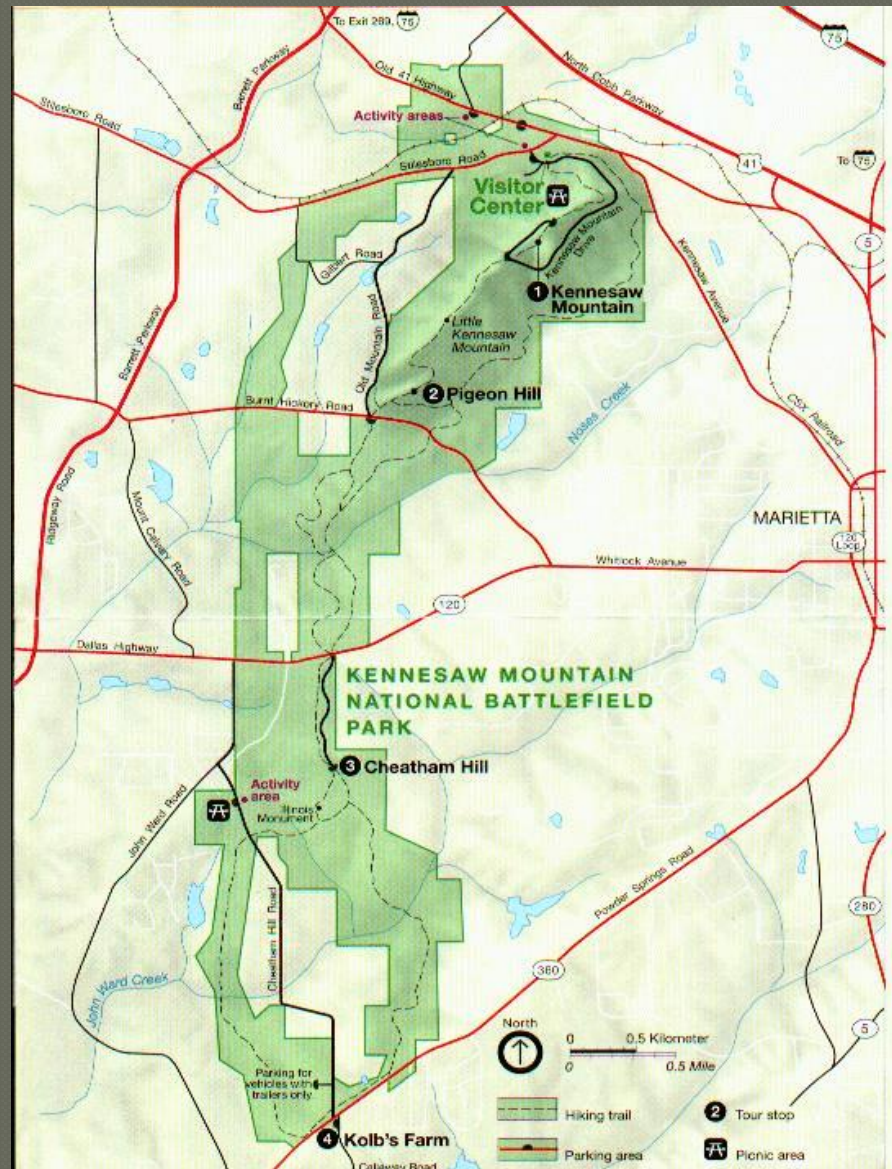 To Exit 269, 75
75
Old 41 Highway
North Cobb Parkway
Barrett Parkway
Stilesboro Road
Activity areas
Stilesboro Road
41
To 75
Visitor
Center
5
Gilbert Road
Kennesaw Mountain
Drive
Kennesaw Avenue
1 Kennesaw
Mountain
Barrett Parkway
Old Mountain Road
Little
Kennesaw
Mountain
2 Pigeon Hill
Burnt Hickory Road
Noses Creek
CSX Railroad
Ridgeway Road
Mount Calvary Road
MARIETTA
120
Loop
Whitlock Avenue
120
Dallas Highway
KENNESAW MOUNTAIN
NATIONAL BATTLEFIELD
PARK
3 Cheatham Hill
Activity
area
Illinois
Monument
John Ward Road
Powder Springs Road
Cheatham Hill Road
280
360
John Ward Creek
5
North
0 0.5 Kilometer
0 0.5 Mile
Parking for
vehicles with
trailers only
Hiking trail
2 Tour stop
4 Kolb's Farm
Parking area
Picnic area
Callaway Road